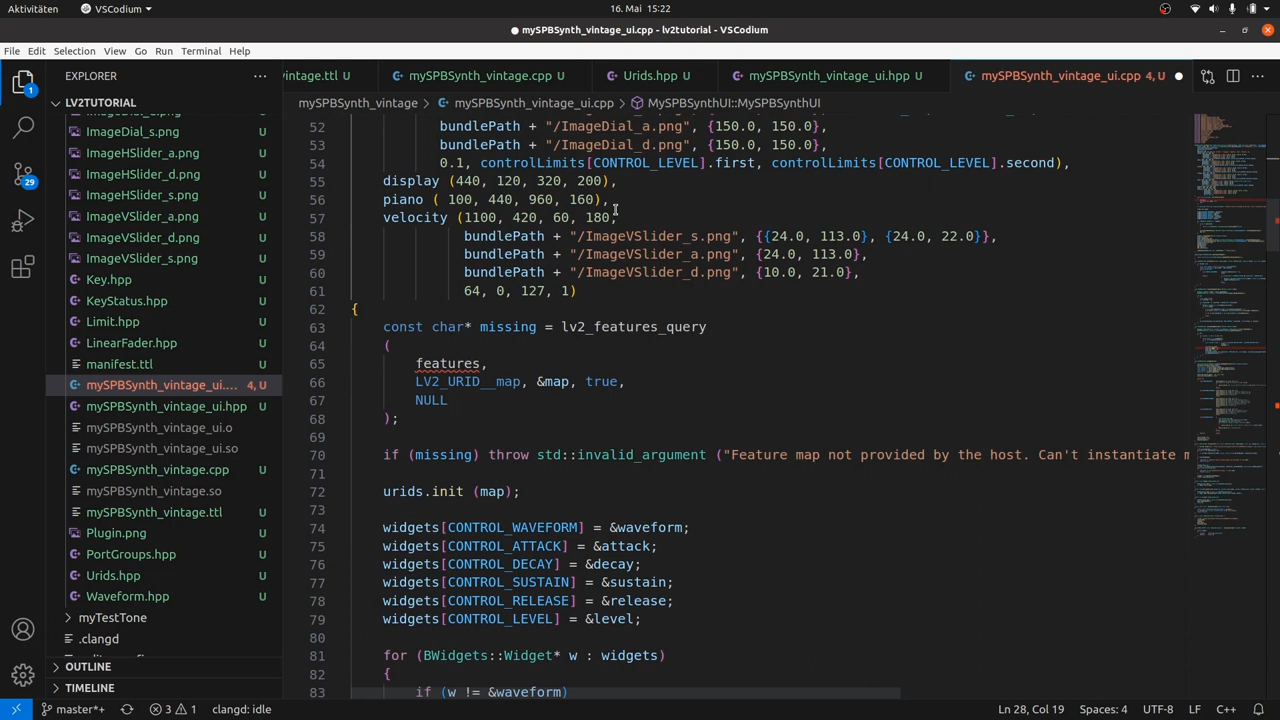 Aktivitäten VSCodium 16. Mai 15:22
mySPBSynth_vintage_ui.cpp - lv2tutorial - VSCodium
File Edit Selection View Go Run Terminal Help
EXPLORER
intage.ttl U mySPBSynth_vintage.cpp U Urids.hpp U mySPBSynth_vintage_ui.hpp U mySPBSynth_vintage_ui.cpp 4, U
LV2TUTORIAL
mySPBSynth_vintage > mySPBSynth_vintage_ui.cpp > MySPBSynthUI::MySPBSynthUI
ImageDial_s.png U
ImageHSlider_a.png U
ImageHSlider_d.png U
ImageHSlider_s.png U
ImageVSlider_a.png U
ImageVSlider_d.png U
ImageVSlider_s.png U
Key.hpp U
KeyStatus.hpp U
Limit.hpp U
LinearFader.hpp U
manifest.ttl U
mySPBSynth_vintage_ui.... 4, U
mySPBSynth_vintage_ui.hpp U
mySPBSynth_vintage_ui.o
mySPBSynth_vintage_ui.so
mySPBSynth_vintage.cpp U
mySPBSynth_vintage.so
mySPBSynth_vintage.ttl U
Plugin.png U
PortGroups.hpp U
Urids.hpp U
Waveform.hpp U
myTestTone
.clangd
OUTLINE
TIMELINE
52 bundlePath + "/ImageDial_a.png", {150.0, 150.0},
53 bundlePath + "/ImageDial_d.png", {150.0, 150.0},
54 0.1, controlLimits[CONTROL_LEVEL].first, controlLimits[CONTROL_LEVEL].second),
55 display (440, 130, 320, 200),
56 piano ( 100, 440, 960, 160),
57 velocity (1100, 420, 60, 180,
58 bundlePath + "/ImageVSlider_s.png", {{24.0, 113.0}, {24.0, 22.0}},
59 bundlePath + "/ImageVSlider_a.png", {24.0, 113.0},
60 bundlePath + "/ImageVSlider_d.png", {10.0, 21.0},
61 64, 0, 127, 1)
62 {
63 const char* missing = lv2_features_query
64 (
65 features,
66 LV2_URID__map, &map, true,
67 NULL
68 );
69
70 if (missing) throw std::invalid_argument ("Feature map not provided by the host. Can't instantiate m
71
72 urids.init (map);
73
74 widgets[CONTROL_WAVEFORM] = &waveform;
75 widgets[CONTROL_ATTACK] = &attack;
76 widgets[CONTROL_DECAY] = &decay;
77 widgets[CONTROL_SUSTAIN] = &sustain;
78 widgets[CONTROL_RELEASE] = &release;
79 widgets[CONTROL_LEVEL] = &level;
80
81 for (BWidgets::Widget* w : widgets)
82 {
83 if (w != &waveform)
1
29
master*+ 3 1 clangd: idle Ln 28, Col 19 Spaces: 4 UTF-8 LF C++